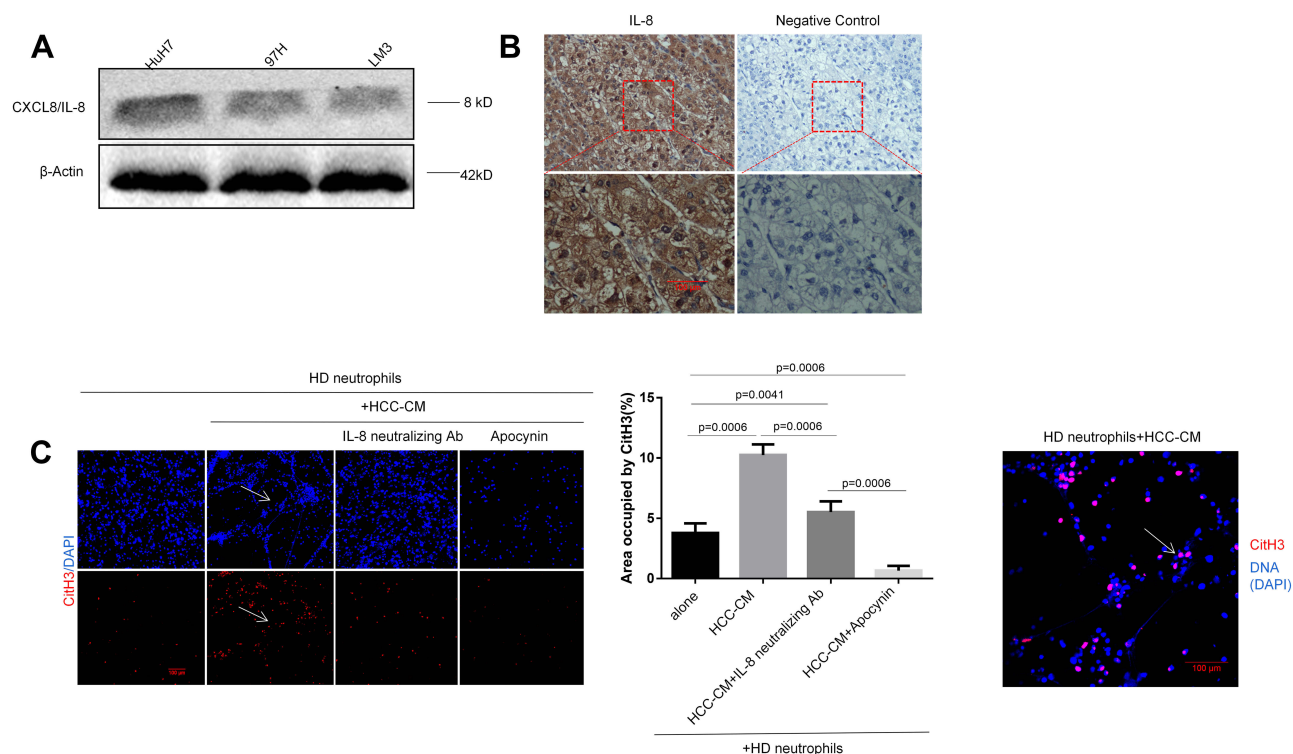 A
HuH7
97H
LM3
CXCL8/IL-8
8 kD
β-Actin
42kD
B
IL-8
Negative Control
C
HD neutrophils
+HCC-CM
IL-8 neutralizing Ab
Apocynin
CitH3/DAPI
100 µm
Area occupied by CitH3(%)
15
10
5
0
p=0.0006
p=0.0041
p=0.0006
p=0.0006
p=0.0006
alone
HCC-CM
HCC-CM+IL-8 neutralizing Ab
HCC-CM+Apocynin
+HD neutrophils
HD neutrophils+HCC-CM
CitH3
DNA
(DAPI)
100 µm